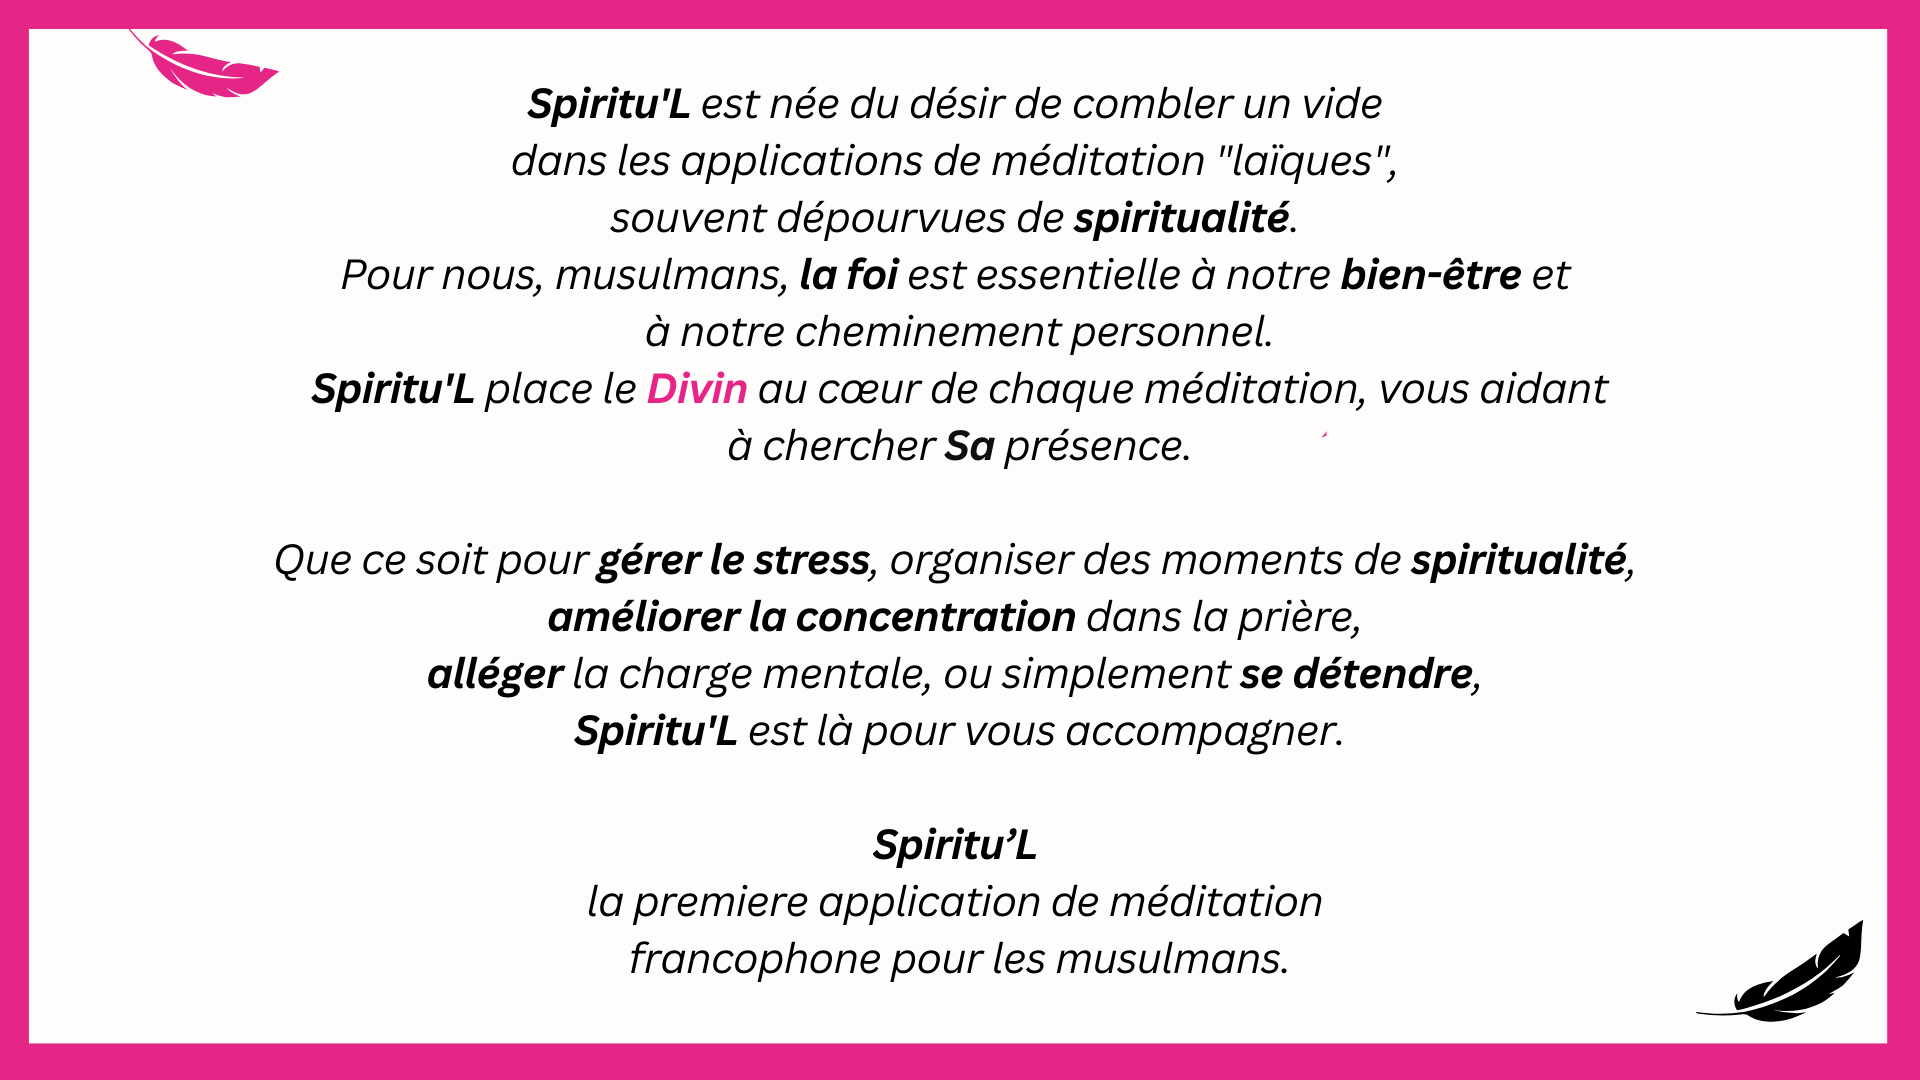 Spiritu'L est née du désir de combler un vide
dans les applications de méditation "laïques",
souvent dépourvues de spiritualité.
Pour nous, musulmans, la foi est essentielle à notre bien-être et
à notre cheminement personnel.
Spiritu'L place le Divin au cœur de chaque méditation, vous aidant
à chercher Sa présence.
Que ce soit pour gérer le stress, organiser des moments de spiritualité,
améliorer la concentration dans la prière,
alléger la charge mentale, ou simplement se détendre,
Spiritu'L est là pour vous accompagner.
Spiritu’L
la premiere application de méditation
francophone pour les musulmans.